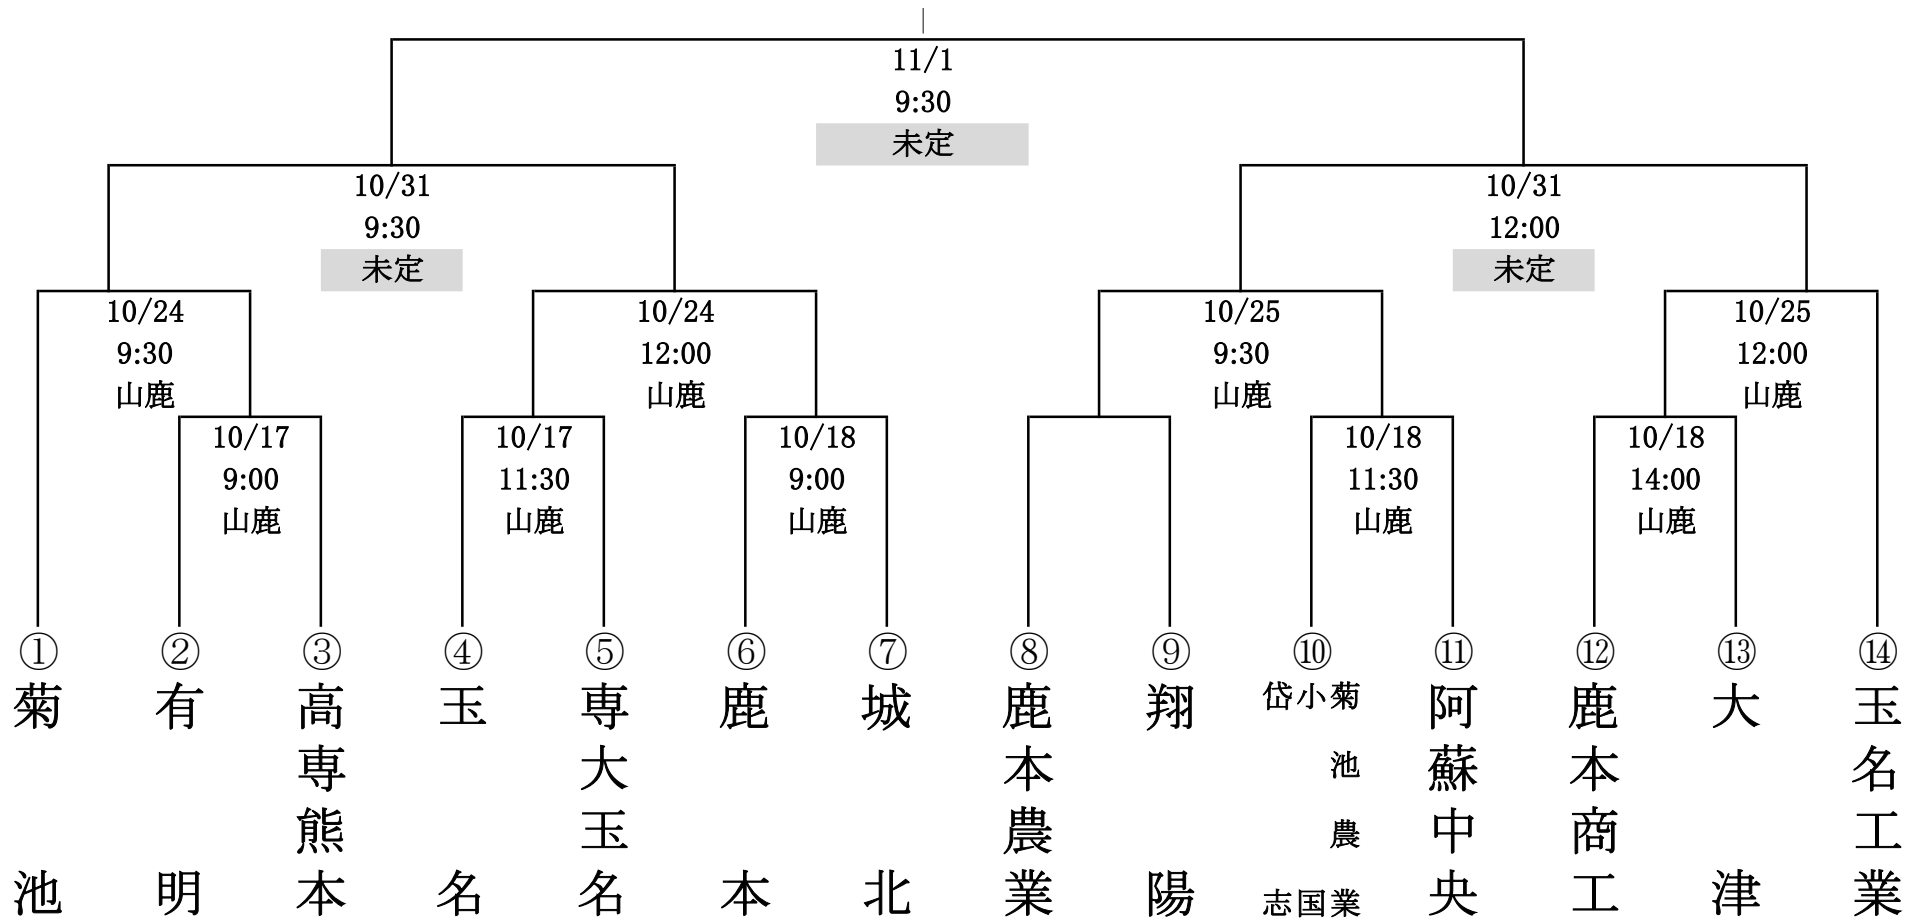 11/1
9:30
未定
10/31
9:30
未定
10/31
12:00
未定
10/24
9:30
山鹿
10/24
12:00
山鹿
10/25
9:30
山鹿
10/25
12:00
山鹿
10/17
9:00
山鹿
10/17
11:30
山鹿
10/18
9:00
山鹿
10/18
11:30
山鹿
10/18
14:00
山鹿
①
菊池
②
有明
③
高専熊本
④
玉名
⑤
専大玉名
⑥
鹿本
⑦
城北
⑧
鹿本農業
⑨
翔陽
⑩
菊池農業
小国
岱志
⑪
阿蘇中央
⑫
鹿本商工
⑬
大津
⑭
玉名工業